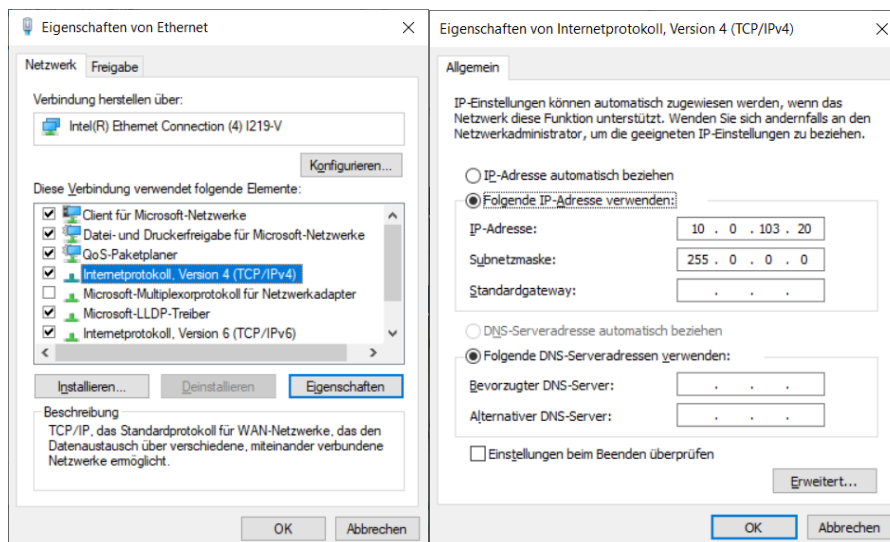 Eigenschaften von Ethernet
Netzwerk
Freigabe
Verbindung herstellen über:
Intel(R) Ethernet Connection (4) I219-V
Konfigurieren...
Diese Verbindung verwendet folgende Elemente:
Client für Microsoft-Netzwerke
Datei- und Druckerfreigabe für Microsoft-Netzwerke
QoS-Paketplaner
Internetprotokoll, Version 4 (TCP/IPv4)
Microsoft-Multiplexorprotokoll für Netzwerkadapter
Microsoft-LLDP-Treiber
Internetprotokoll, Version 6 (TCP/IPv6)
Installieren...
Deinstallieren
Eigenschaften
Beschreibung
TCP/IP, das Standardprotokoll für WAN-Netzwerke, das den
Datenaustausch über verschiedene, miteinander verbundene
Netzwerke ermöglicht.
OK
Abbrechen
Eigenschaften von Internetprotokoll, Version 4 (TCP/IPv4)
Allgemein
IP-Einstellungen können automatisch zugewiesen werden, wenn das
Netzwerk diese Funktion unterstützt. Wenden Sie sich andernfalls an den
Netzwerkadministrator, um die geeigneten IP-Einstellungen zu beziehen.
IP-Adresse automatisch beziehen
Folgende IP-Adresse verwenden:
IP-Adresse: 10 . 0 . 103 . 20
Subnetzmaske: 255 . 0 . 0 . 0
Standardgateway: . . .
DNS-Serveradresse automatisch beziehen
Folgende DNS-Serveradressen verwenden:
Bevorzugter DNS-Server: . . .
Alternativer DNS-Server: . . .
Einstellungen beim Beenden überprüfen
Erweitert...
OK
Abbrechen